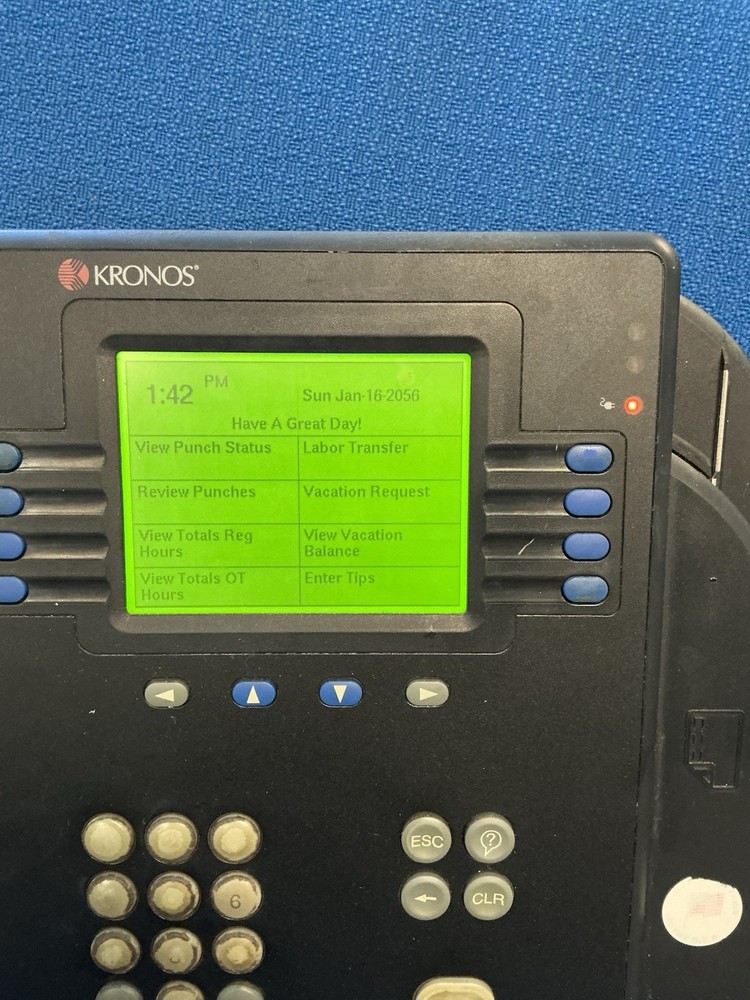 KRONOS®
1:42 PM
Sun Jan-16-2056
Have A Great Day!
View Punch Status
Labor Transfer
Review Punches
Vacation Request
View Totals Reg
Hours
View Vacation
Balance
View Totals OT
Hours
Enter Tips
ESC
?
6
CLR